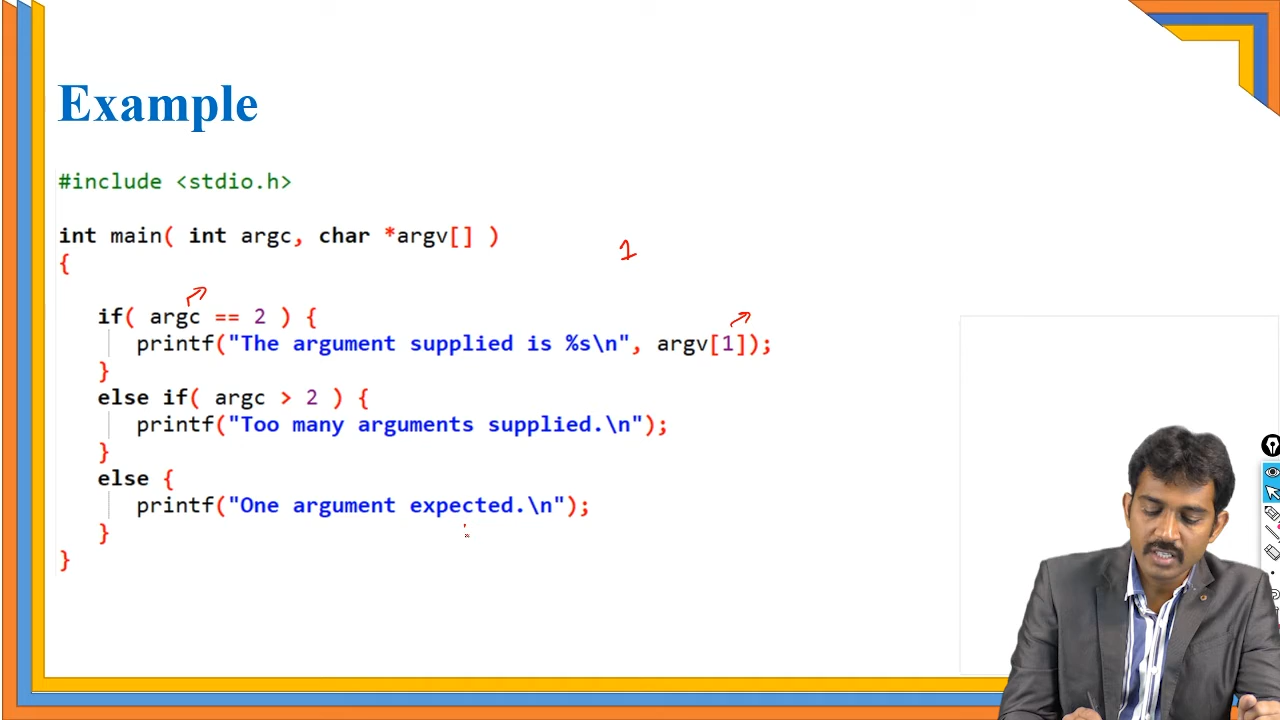 Example
#include <stdio.h>
int main( int argc, char *argv[] )
1
{
if( argc == 2 ) {
printf("The argument supplied is %s\n", argv[1]);
}
else if( argc > 2 ) {
printf("Too many arguments supplied.\n");
}
else {
printf("One argument expected.\n");
}
}